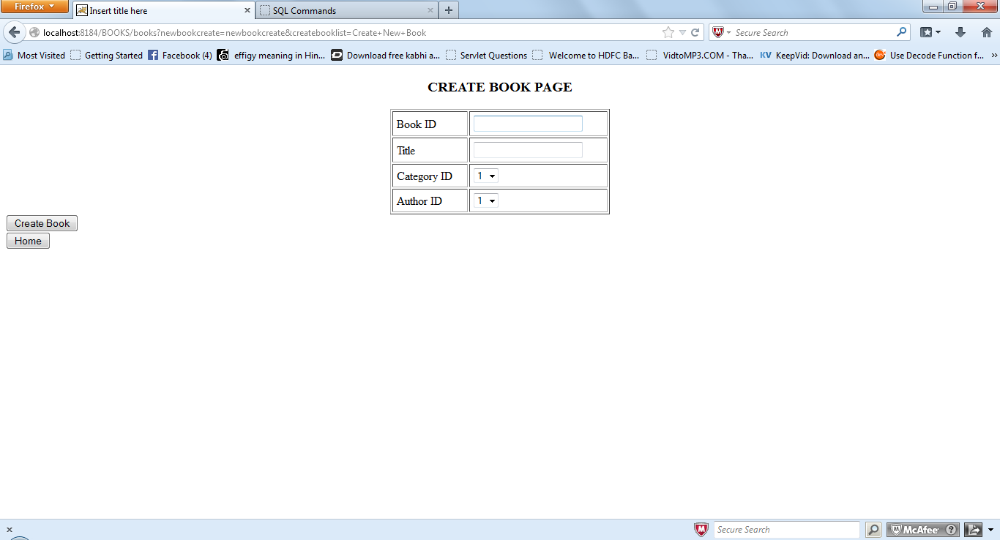 Firefox
Insert title here
SQL Commands
localhost:8184/BOOKS/books?newbookcreate=newbookcreate&createbooklist=Create+New+Book
Secure Search
Most Visited Getting Started Facebook (4) effigy meaning in Hin... Download free kabhi a... Servlet Questions Welcome to HDFC Ba... VidtoMP3.COM - Tha... KV KeepVid: Download an... Use Decode Function f... »
CREATE BOOK PAGE
Book ID
Title
Category ID 1
Author ID 1
Create Book
Home
Secure Search
McAfee